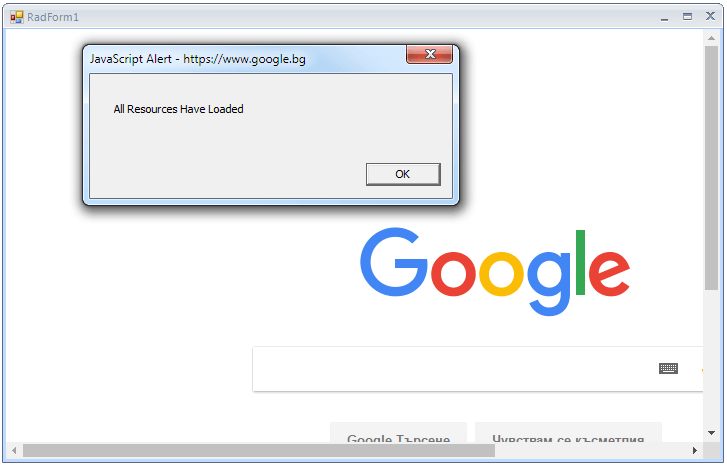 RadForm1
JavaScript Alert - https://www.google.bg
All Resources Have Loaded
OK
Google
Google Търсене
Чувствам се късметлия